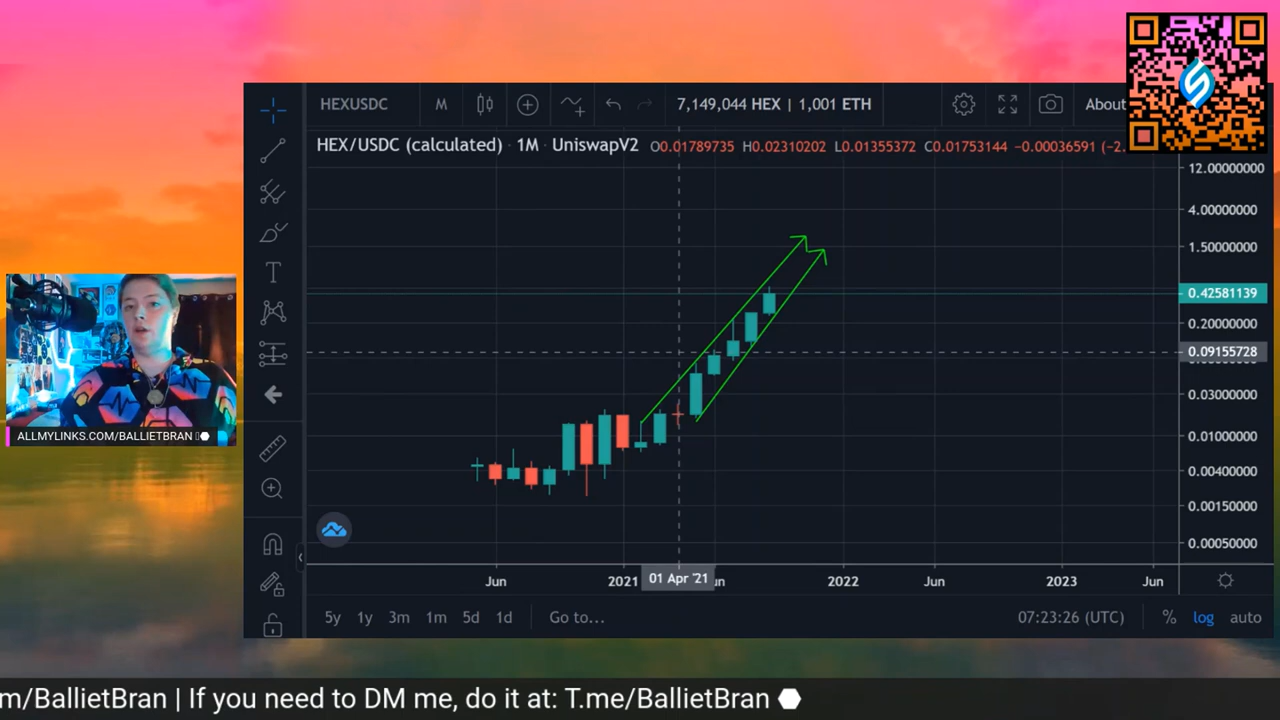 HEXUSDC M 7,149,044 HEX | 1,001 ETH About
HEX/USDC (calculated) · 1M · UniswapV2 O0.01789735 H0.02310202 L0.01355372 C0.01753144 −0.00036591 (−2.
12.00000000
4.00000000
1.50000000
0.42581139
0.20000000
0.09155728
0.03000000
0.01000000
0.00400000
0.00150000
0.00050000
ALLMYLINKS.COM/BALLIETBRAN
Jun 2021 01 Apr '21 un 2022 Jun 2023 Jun
5y 1y 3m 1m 5d 1d Go to... 07:23:26 (UTC) % log auto
m/BallietBran | If you need to DM me, do it at: T.me/BallietBran